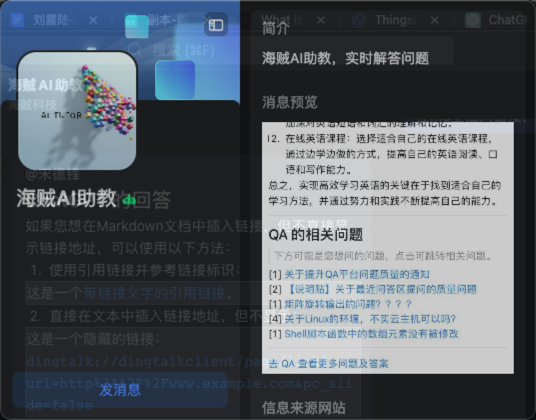 刘震陆-
副本-
What is
Things
ChatGP
搜索 (⌘F)
简介
海贼AI助教，实时解答问题
海贼AI助教
海贼科技
AI TUTOR
消息预览
加深对英语短语和词汇的理解和记忆。
12. 在线英语课程：选择适合自己的在线英语课程，
通过边学边做的方式，提高自己的英语阅读、口
语和写作能力。
总之，实现高效学习英语的关键在于找到适合自己的
学习方法，并通过努力和实践不断提高自己的能力。
@宋德铎
海贼AI助教
的回答
如果您想在Markdown文档中插入链接，但不直接显
示链接地址，可以使用以下方法：
1. 使用引用链接并参考链接标识：
这是一个带链接文字的引用链接。
2. 直接在文本中插入链接地址，但不
这是一个隐藏的链接：
dingtalk://dingtalkclient/pa
url=http%
%2Fwww.example.com&pc_sli
de=false
发消息
QA 的相关问题
下方可能是您想问的问题，点击可跳转相关问题。
[1] 关于提升QA平台问题质量的通知
[2] 【说明贴】关于最近问答区提问的质量问题
[1] 矩阵旋转输出的问题？？？？
[4] 关于Linux的环境，不买云主机可以吗？
[1] Shell脚本函数中的数组元素没有被修改
去 QA 查看更多问题及答案
信息来源网站